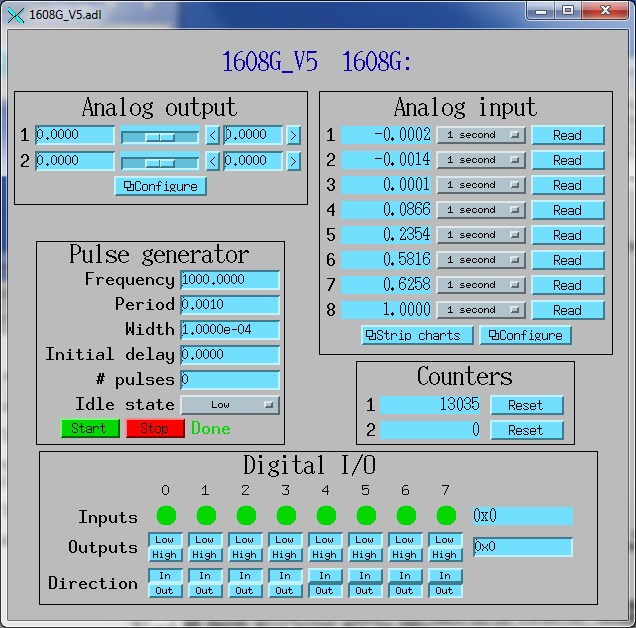 1608G_V5.adl
1608G_V5 1608G:
Analog output
1 0.0000 < 0.0000 >
2 0.0000 < 0.0000 >
Configure
Analog input
1 -0.0002 1 second Read
2 -0.0014 1 second Read
3 0.0001 1 second Read
4 0.0866 1 second Read
5 0.2354 1 second Read
6 0.5816 1 second Read
7 0.6258 1 second Read
8 1.0000 1 second Read
Strip charts Configure
Pulse generator
Frequency 1000.0000
Period 0.0010
Width 1.0000e-04
Initial delay 0.0000
# pulses 0
Idle state Low
Start Stop Done
Counters
1 13035 Reset
2 0 Reset
Digital I/O
0 1 2 3 4 5 6 7
Inputs 0x0
Outputs Low Low Low Low Low Low Low Low 0x0
High High High High High High High High
Direction In In In In In In In In
Out Out Out Out Out Out Out Out